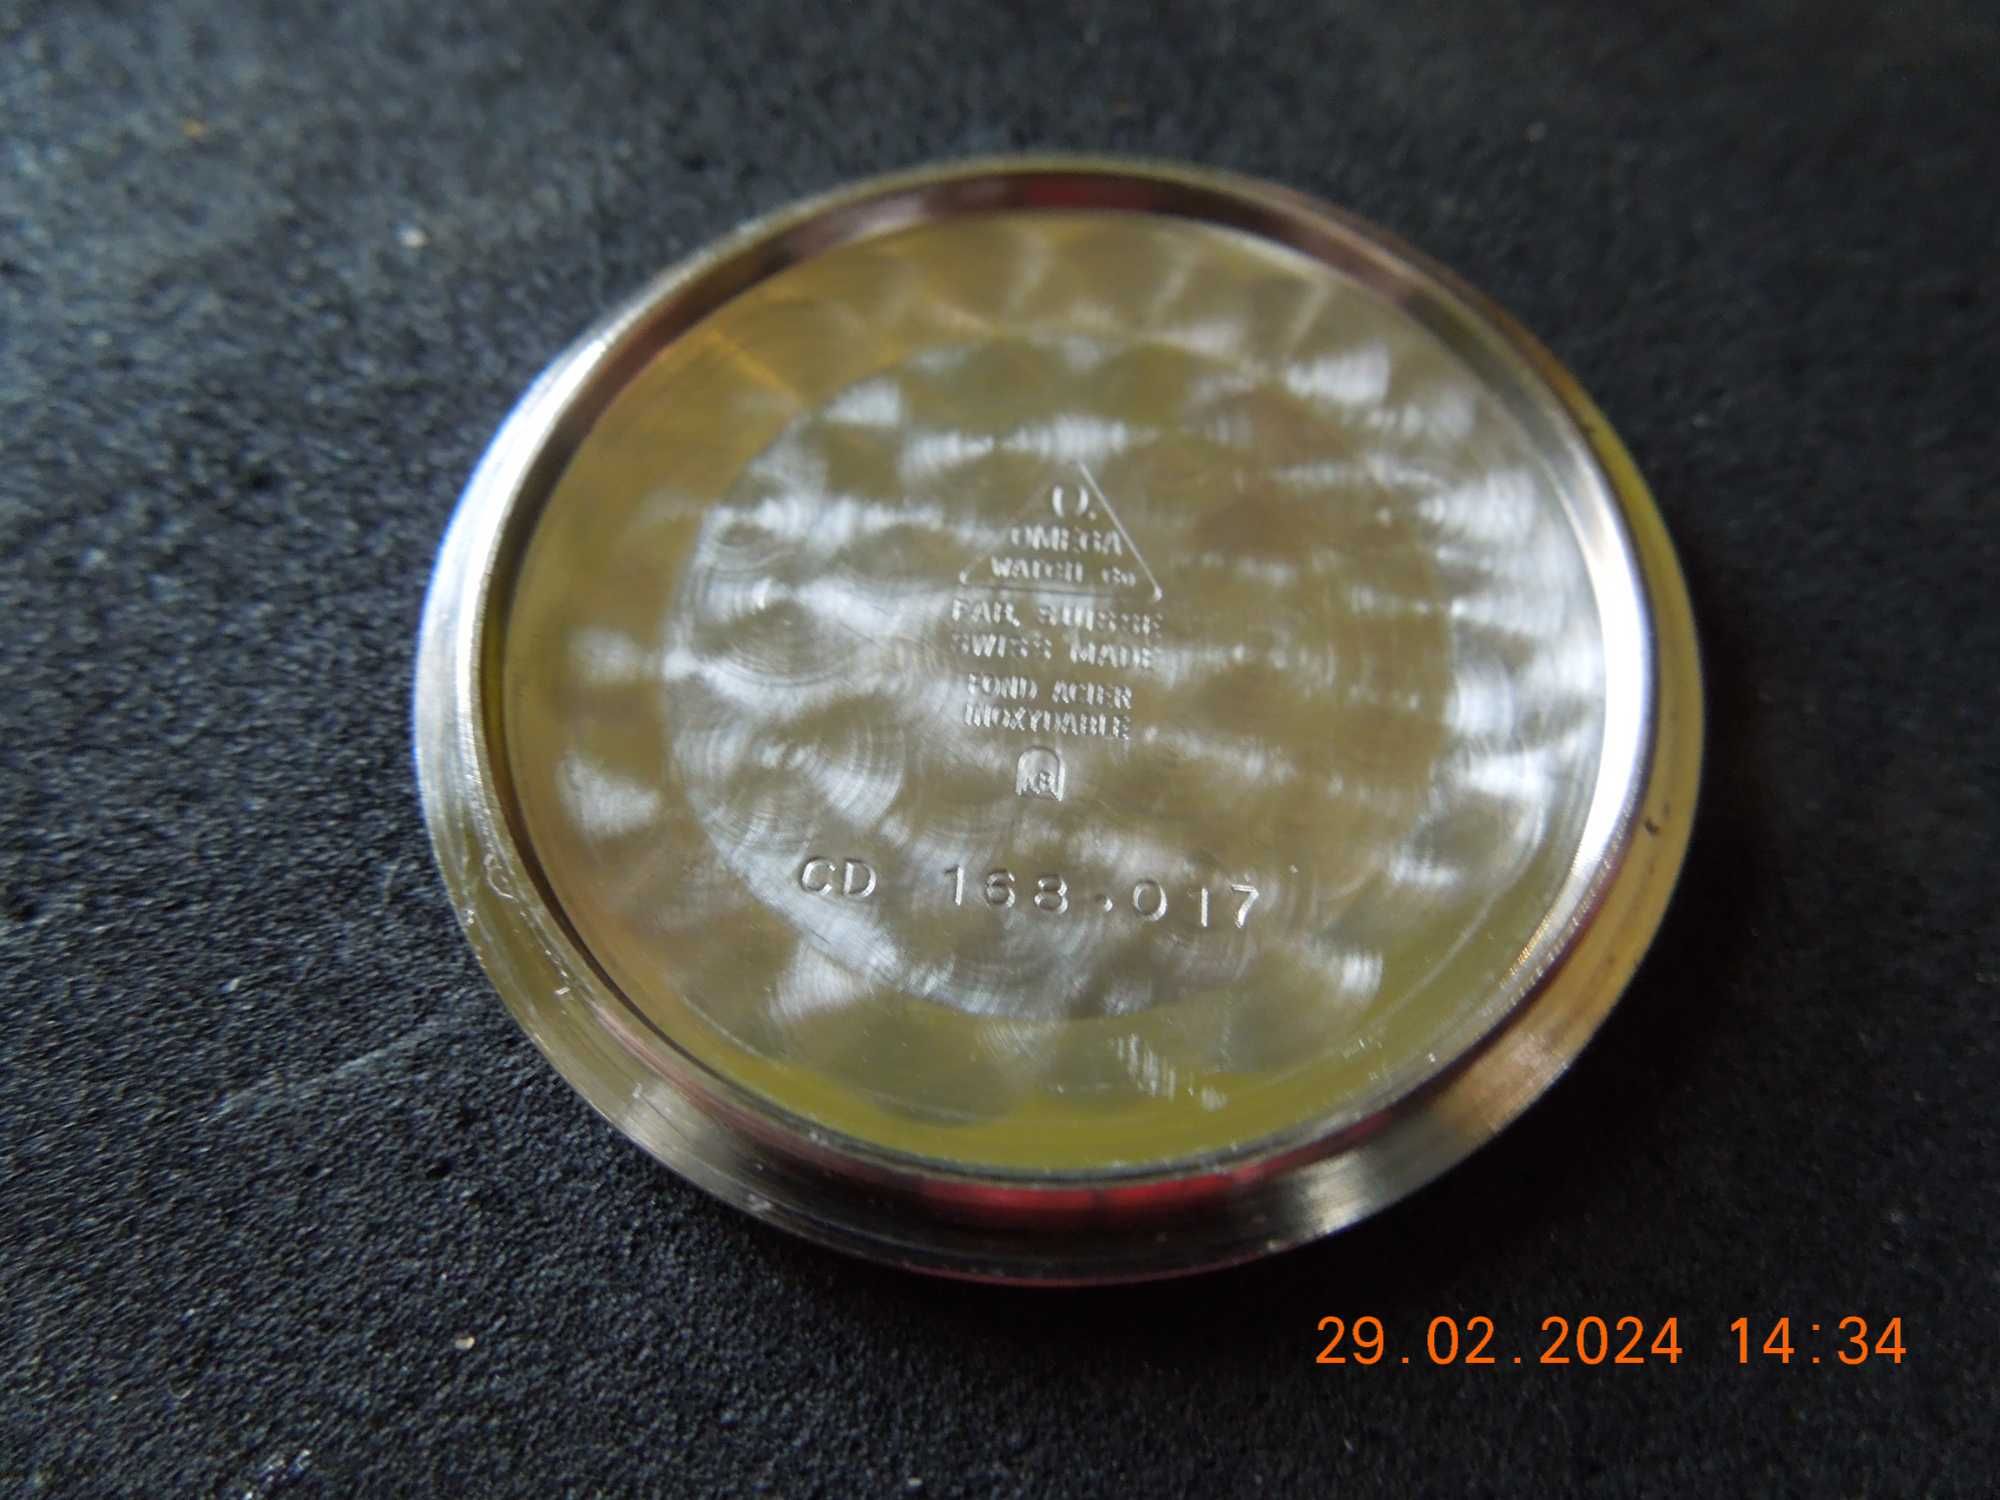 Ω
OMEGA
WATCH Co
FAB. SUISSE
SWISS MADE
FOND ACIER
INOXYDABLE
CD 168.017
29.02.2024 14:34